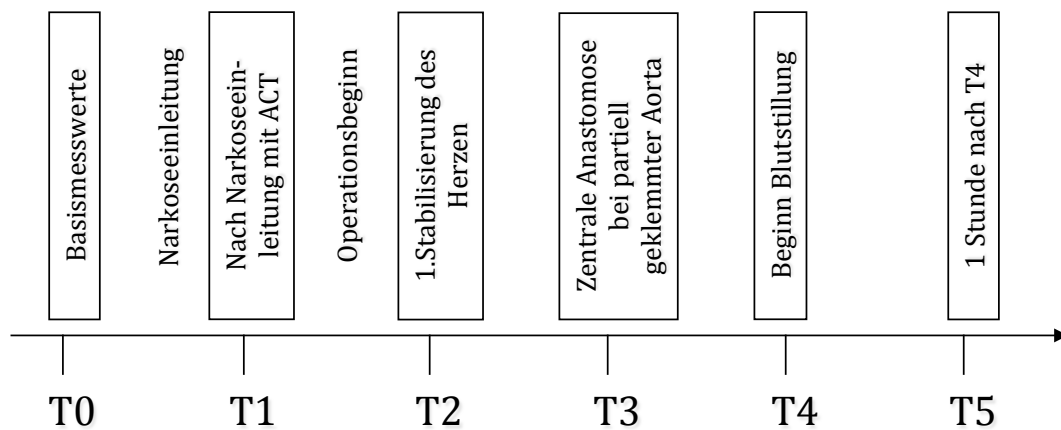 Basismesswerte
Narkoseeinleitung
Nach Narkoseein-
leitung mit ACT
Operationsbeginn
1.Stabilisierung des
Herzen
Zentrale Anastomose
bei partiell
geklemmter Aorta
Beginn Blutstillung
1 Stunde nach T4
T0
T1
T2
T3
T4
T5